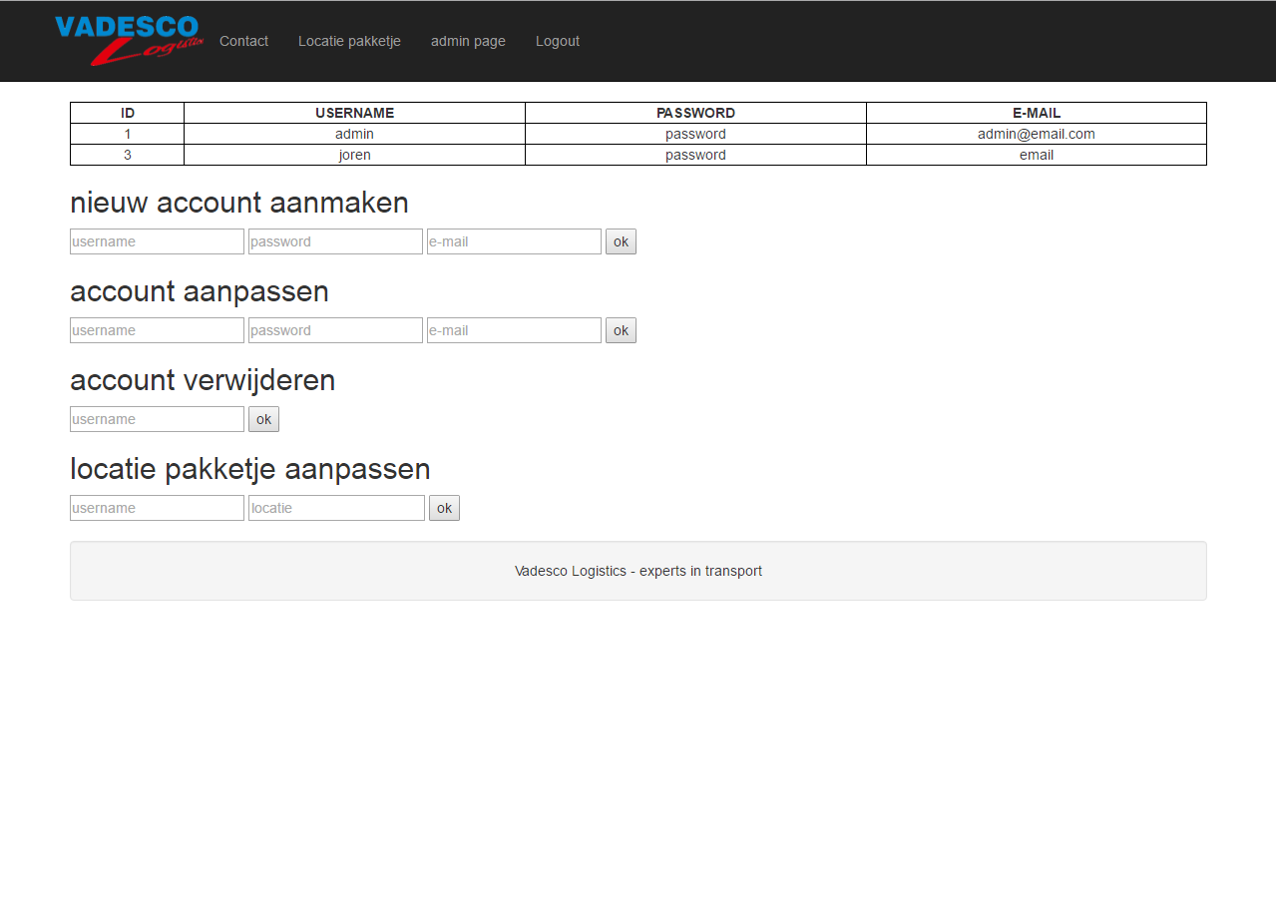 VADESCO
Logistix
Contact Locatie pakketje admin page Logout
ID USERNAME PASSWORD E-MAIL
1 admin password admin@email.com
3 joren password email
nieuw account aanmaken
username password e-mail ok
account aanpassen
username password e-mail ok
account verwijderen
username ok
locatie pakketje aanpassen
username locatie ok
Vadesco Logistics - experts in transport